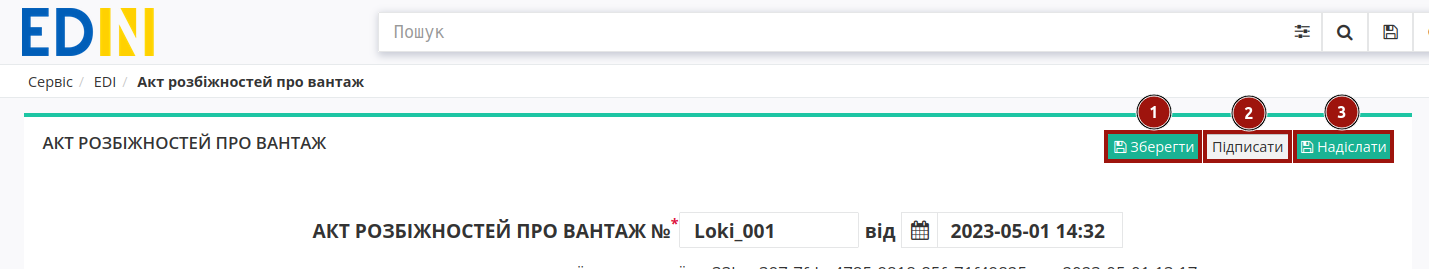 EDIN
Пошук
Сервіс / EDI / Акт розбіжностей про вантаж
1 2 3
АКТ РОЗБІЖНОСТЕЙ ПРО ВАНТАЖ
Зберегти Підписати Надіслати
АКТ РОЗБІЖНОСТЕЙ ПРО ВАНТАЖ №* Loki_001 від 2023-05-01 14:32